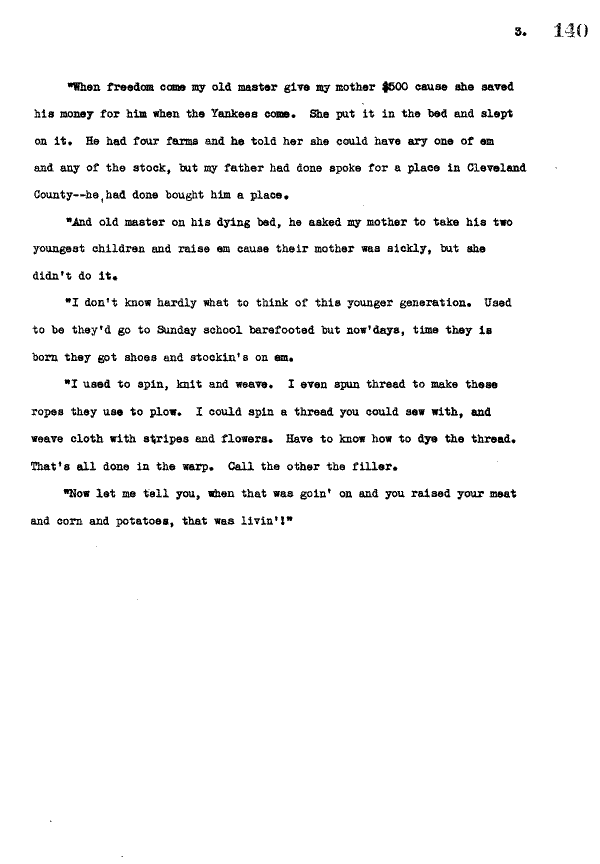 3. 140
"When freedom come my old master give my mother $500 cause she saved
his money for him when the Yankees come. She put it in the bed and slept
on it. He had four farms and he told her she could have ary one of em
and any of the stock, but my father had done spoke for a place in Cleveland
County--he,had done bought him a place.
"And old master on his dying bed, he asked my mother to take his two
youngest children and raise em cause their mother was sickly, but she
didn't do it.
"I don't know hardly what to think of this younger generation. Used
to be they'd go to Sunday school barefooted but now'days, time they is
born they got shoes and stockin's on em.
"I used to spin, knit and weave. I even spun thread to make these
ropes they use to plow. I could spin a thread you could sew with, and
weave cloth with stripes and flowers. Have to know how to dye the thread.
That's all done in the warp. Call the other the filler.
"Now let me tell you, when that was goin' on and you raised your meat
and corn and potatoes, that was livin'!"